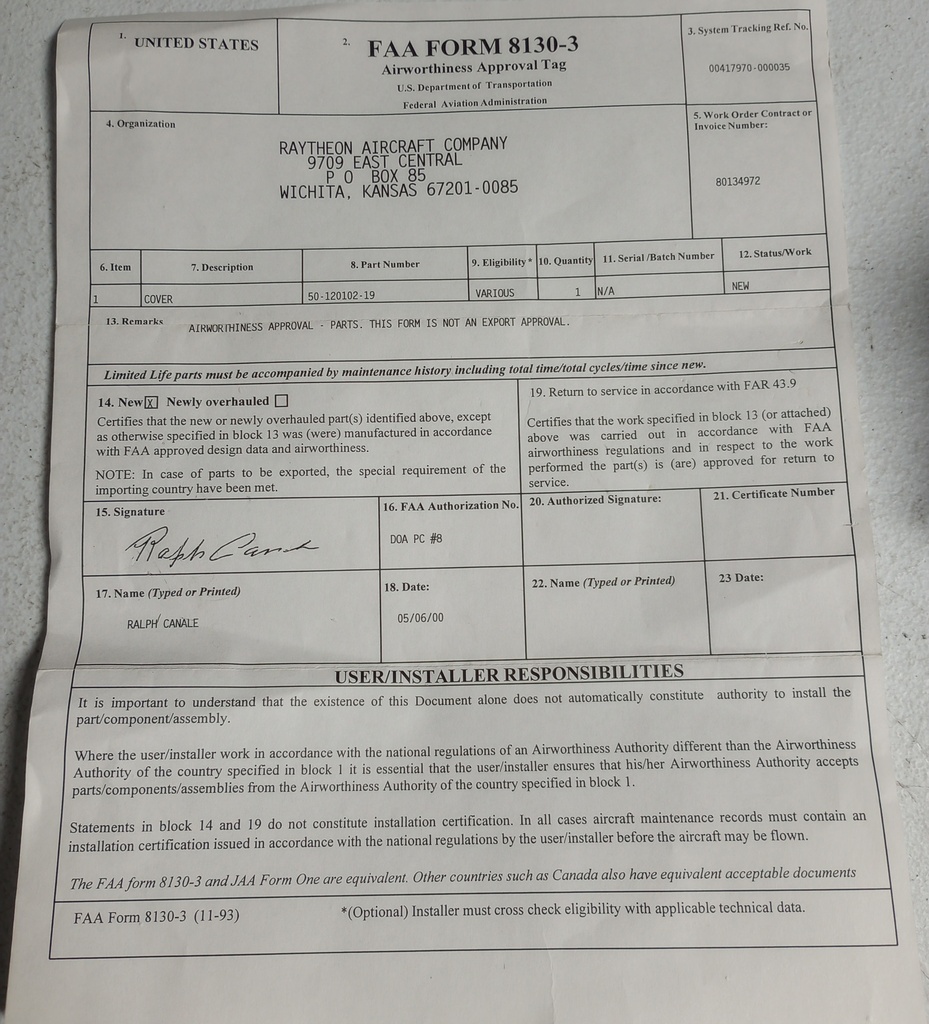 1. UNITED STATES
2. FAA FORM 8130-3
Airworthiness Approval Tag
U.S. Department of Transportation
Federal Aviation Administration
3. System Tracking Ref. No.
00417970-000035
4. Organization
RAYTHEON AIRCRAFT COMPANY
9709 EAST CENTRAL
P O BOX 85
WICHITA, KANSAS 67201-0085
5. Work Order Contract or
Invoice Number:
80134972
6. Item 7. Description 8. Part Number 9. Eligibility* 10. Quantity 11. Serial /Batch Number 12. Status/Work
1 COVER 50-120102-19 VARIOUS 1 N/A NEW
13. Remarks AIRWORTHINESS APPROVAL - PARTS. THIS FORM IS NOT AN EXPORT APPROVAL.
Limited Life parts must be accompanied by maintenance history including total time/total cycles/time since new.
14. New X Newly overhauled
Certifies that the new or newly overhauled part(s) identified above, except
as otherwise specified in block 13 was (were) manufactured in accordance
with FAA approved design data and airworthiness.
NOTE: In case of parts to be exported, the special requirement of the
importing country have been met.
19. Return to service in accordance with FAR 43.9
Certifies that the work specified in block 13 (or attached)
above was carried out in accordance with FAA
airworthiness regulations and in respect to the work
performed the part(s) is (are) approved for return to
service.
15. Signature
Ralph Canale
16. FAA Authorization No.
DOA PC #8
20. Authorized Signature:
21. Certificate Number
17. Name (Typed or Printed)
RALPH CANALE
18. Date:
05/06/00
22. Name (Typed or Printed)
23 Date:
USER/INSTALLER RESPONSIBILITIES
It is important to understand that the existence of this Document alone does not automatically constitute authority to install the
part/component/assembly.
Where the user/installer work in accordance with the national regulations of an Airworthiness Authority different than the Airworthiness
Authority of the country specified in block 1 it is essential that the user/installer ensures that his/her Airworthiness Authority accepts
parts/components/assemblies from the Airworthiness Authority of the country specified in block 1.
Statements in block 14 and 19 do not constitute installation certification. In all cases aircraft maintenance records must contain an
installation certification issued in accordance with the national regulations by the user/installer before the aircraft may be flown.
The FAA form 8130-3 and JAA Form One are equivalent. Other countries such as Canada also have equivalent acceptable documents
FAA Form 8130-3 (11-93) *(Optional) Installer must cross check eligibility with applicable technical data.